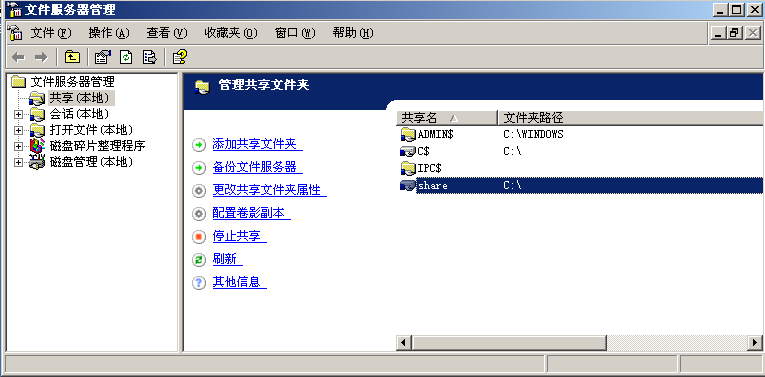 文件服务器管理
文件(F) 操作(A) 查看(V) 收藏夹(O) 窗口(W) 帮助(H)
文件服务器管理
共享(本地)
会话(本地)
打开文件(本地)
磁盘碎片整理程序
磁盘管理(本地)
管理共享文件夹
添加共享文件夹
备份文件服务器
更改共享文件夹属性
配置卷影副本
停止共享
刷新
其他信息
共享名 文件夹路径
ADMIN$ C:\WINDOWS
C$ C:\
IPC$
share C:\